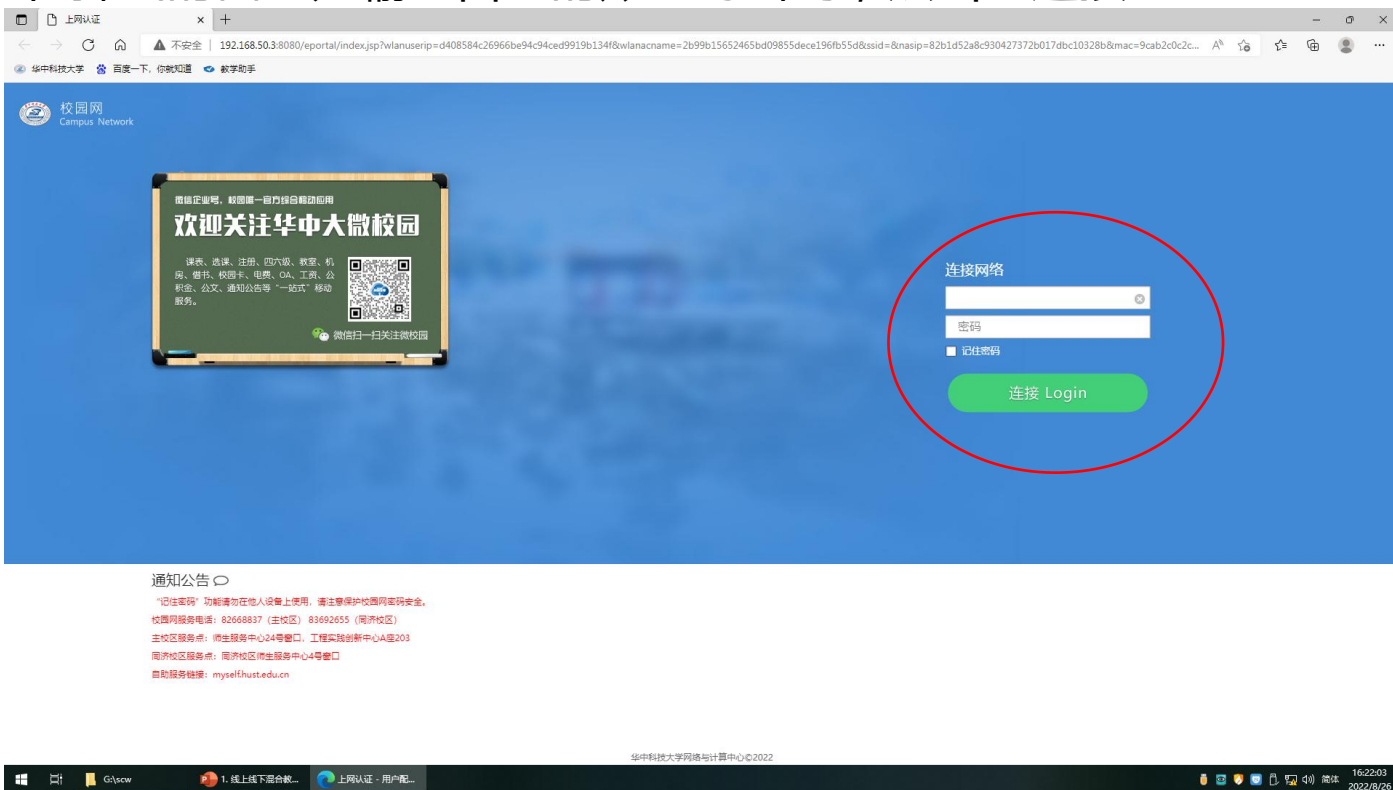 上网认证
不安全 192.168.50.3:8080/eportal/index.jsp?wlanuserip=d408584c26966be94c94ced9919b134f&wlanacname=2b99b15652465bd09855dece196fb55d&ssid=&nasip=82b1d52a8c930427372b017dbc10328b&mac=9cab2c0c2c...
华中科技大学 百度一下，你就知道 教学助手
校园网
Campus Network
微信企业号，校园唯一官方综合移动应用
欢迎关注华中大微校园
课表、选课、注册、四六级、教室、机
房、借书、校园卡、电费、OA、工资、公
积金、公文、通知公告等“一站式”移动
服务。
微信扫一扫关注微校园
连接网络
密码
记住密码
连接 Login
通知公告
“记住密码”功能请勿在他人设备上使用，请注意保护校园网密码安全。
校园网服务电话：82668837（主校区）83692655（同济校区）
主校区服务点：师生服务中心24号窗口，工程实践创新中心A座203
同济校区服务点：同济校区师生服务中心4号窗口
自助服务链接：myself.hust.edu.cn
华中科技大学网络与计算中心©2022
G:\scw 1. 线上线下混合教... 上网认证 - 用户配... 简体 16:22:03
2022/8/26